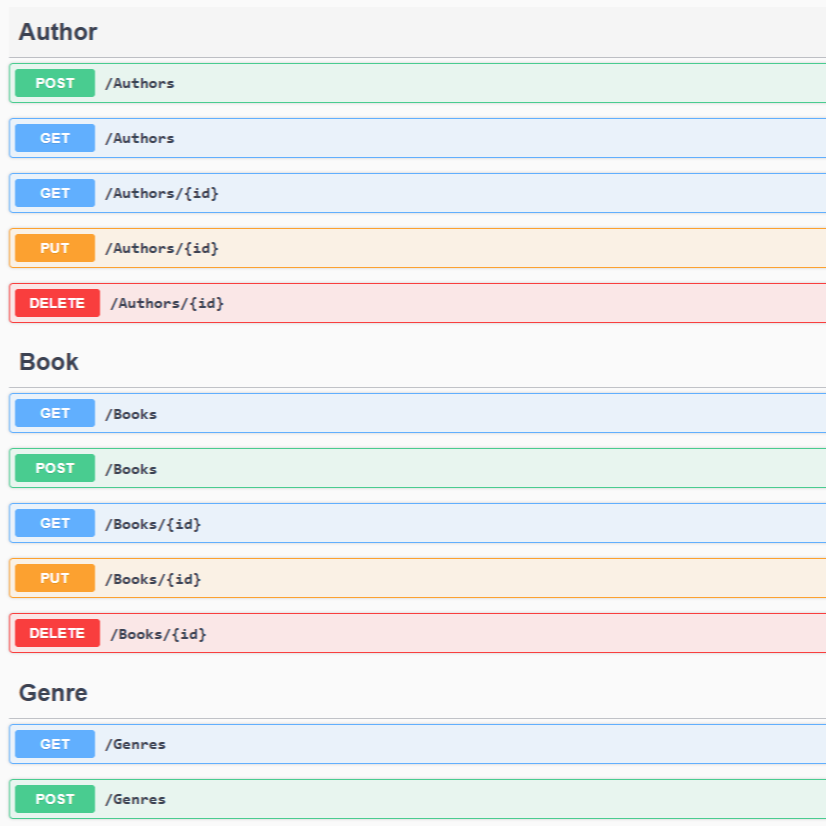 Author
POST /Authors
GET /Authors
GET /Authors/{id}
PUT /Authors/{id}
DELETE /Authors/{id}
Book
GET /Books
POST /Books
GET /Books/{id}
PUT /Books/{id}
DELETE /Books/{id}
Genre
GET /Genres
POST /Genres